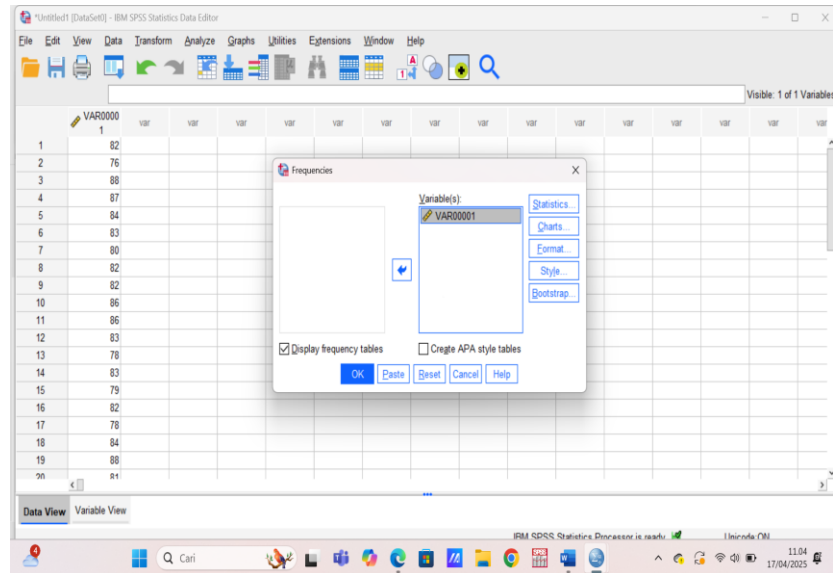 *Untitled1 [DataSet0] - IBM SPSS Statistics Data Editor
File Edit View Data Transform Analyze Graphs Utilities Extensions Window Help
Visible: 1 of 1 Variables
VAR0000
1
var var var var var var var var var var var var var var var
1 82
2 76
3 88
4 87
5 84
6 83
7 80
8 82
9 82
10 86
11 86
12 83
13 78
14 83
15 79
16 82
17 78
18 84
19 88
20 81
Frequencies
Variable(s):
VAR00001
Statistics...
Charts...
Format...
Style...
Bootstrap...
Display frequency tables
Create APA style tables
OK Paste Reset Cancel Help
Data View Variable View
IBM SPSS Statistics Processor is ready Unicode:ON
4
Cari
11.04
17/04/2025